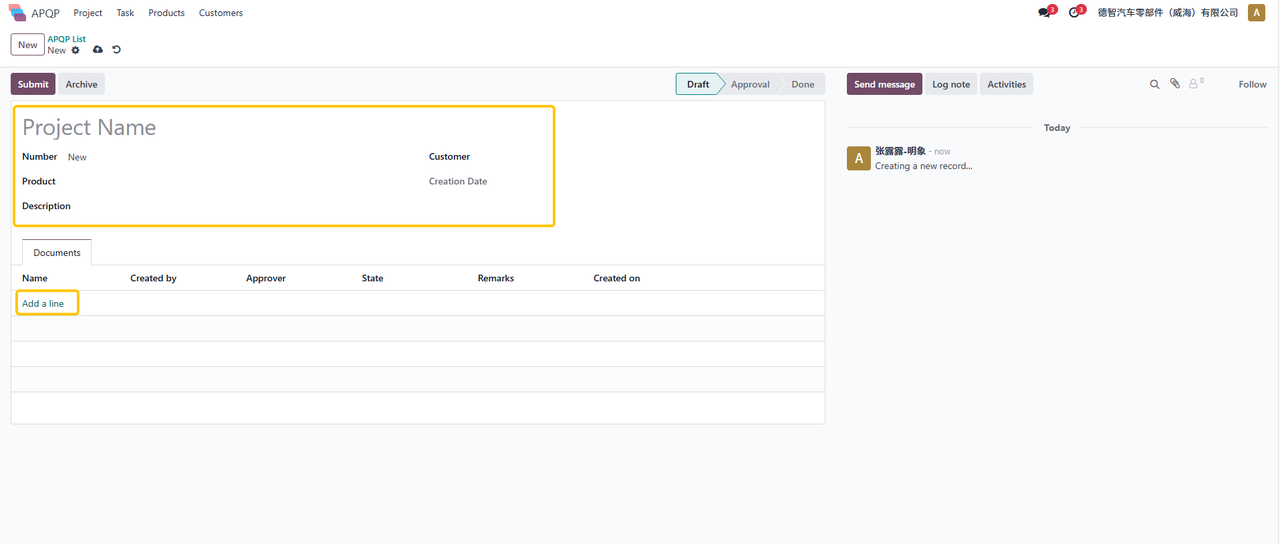 APQP Project Task Products Customers 3 3 德智汽车零部件（威海）有限公司 A
New APQP List
New
Submit Archive Draft Approval Done Send message Log note Activities 0 Follow
Project Name
Today
Number New Customer
张露露-明象 - now
A
Creating a new record...
Product Creation Date
Description
Documents
Name Created by Approver State Remarks Created on
Add a line